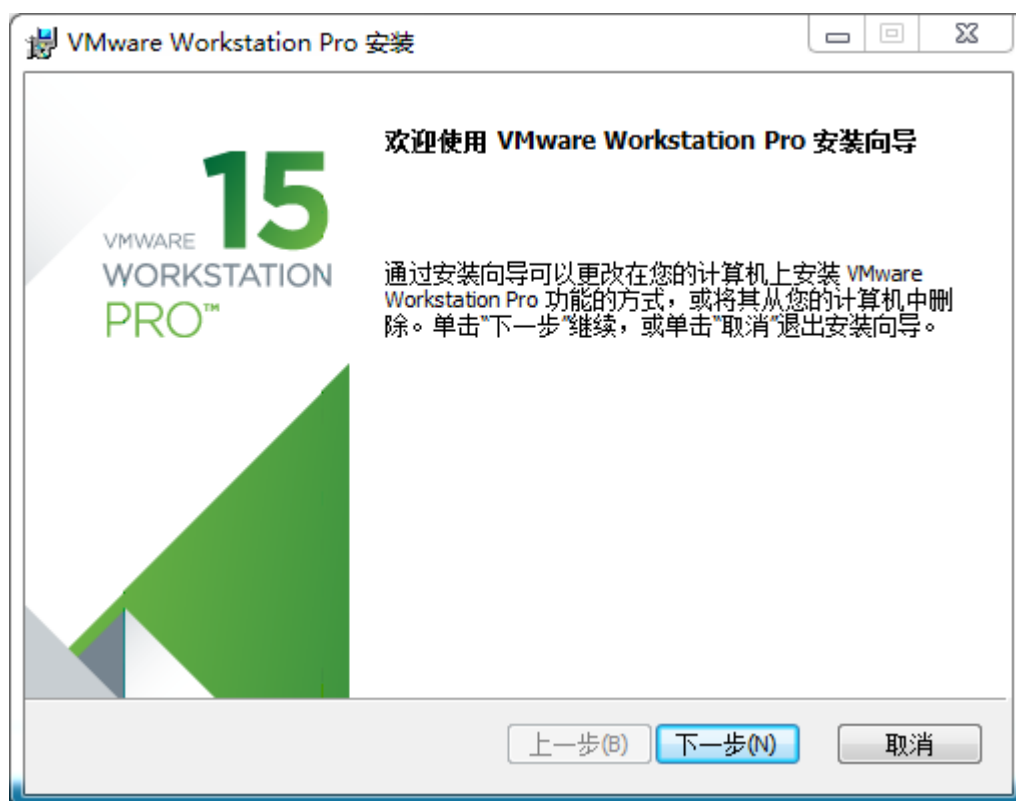 VMware Workstation Pro 安装
欢迎使用 VMware Workstation Pro 安装向导
15
VMWARE
WORKSTATION
PRO™
通过安装向导可以更改在您的计算机上安装 VMware
Workstation Pro 功能的方式，或将其从您的计算机中删
除。单击"下一步"继续，或单击"取消"退出安装向导。
上一步(B) 下一步(N) 取消